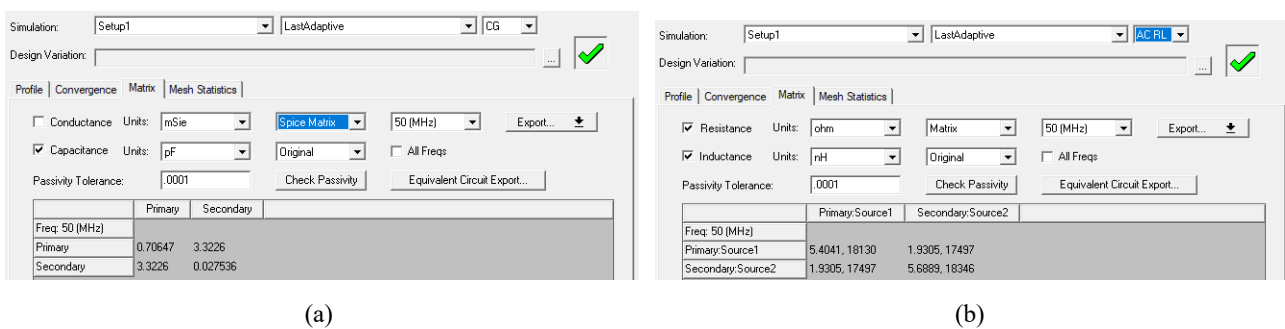 Simulation: Setup1 LastAdaptive CG
Design Variation: ...
Profile Convergence Matrix Mesh Statistics
Conductance Units: mSie Spice Matrix 50 (MHz) Export...
Capacitance Units: pF Original All Freqs
Passivity Tolerance: .0001 Check Passivity Equivalent Circuit Export...
Primary Secondary
Freq: 50 (MHz)
Primary 0.70647 3.3226
Secondary 3.3226 0.027536
(a)
Simulation: Setup1 LastAdaptive AC RL
Design Variation: ...
Profile Convergence Matrix Mesh Statistics
Resistance Units: ohm Matrix 50 (MHz) Export...
Inductance Units: nH Original All Freqs
Passivity Tolerance: .0001 Check Passivity Equivalent Circuit Export...
Primary:Source1 Secondary:Source2
Freq: 50 (MHz)
Primary:Source1 5.4041, 18130 1.9305, 17497
Secondary:Source2 1.9305, 17497 5.6889, 18346
(b)